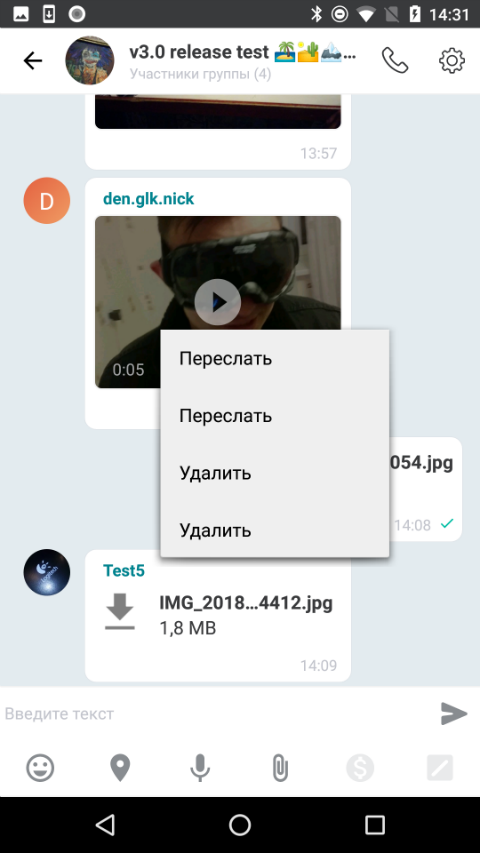 14:31
v3.0 release test 🏝️🏜️🏔️...
Участники группы (4)
13:57
den.glk.nick
0:05
Переслать
Переслать
Удалить
Удалить
054.jpg
14:08
Test5
IMG_2018...4412.jpg
1,8 MB
14:09
Введите текст